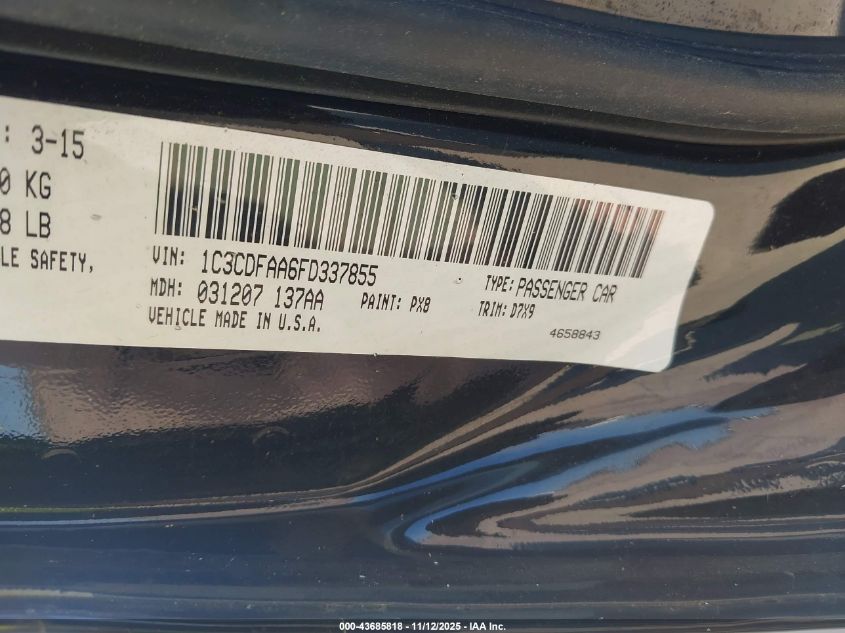 : 3-15
0 KG
8 LB
LE SAFETY,
VIN: 1C3CDFAA6FD337855
TYPE: PASSENGER CAR
MDH: 031207 137AA
PAINT: PX8
TRIM: D7X9
VEHICLE MADE IN U.S.A.
4658843
000-43685818 - 11/12/2025 - IAA Inc.